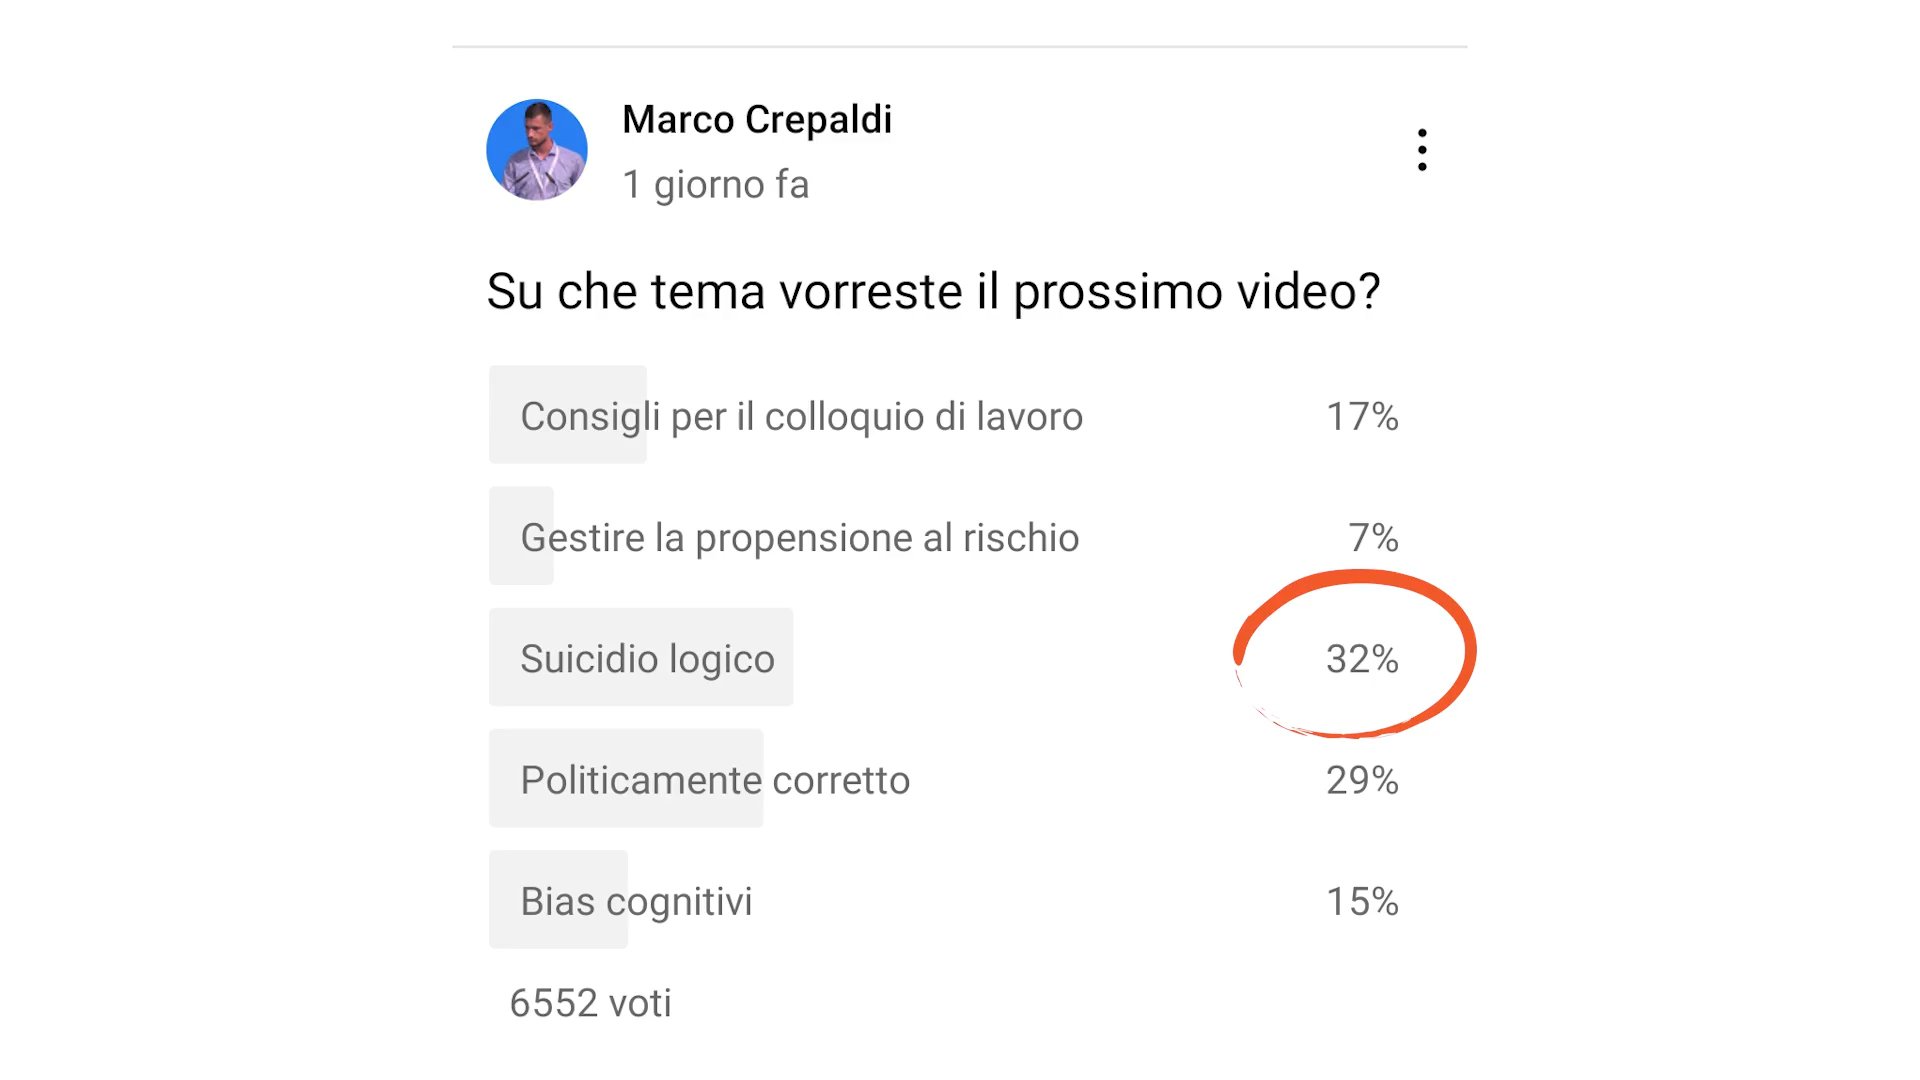 Marco Crepaldi
1 giorno fa
Su che tema vorreste il prossimo video?
Consigli per il colloquio di lavoro 17%
Gestire la propensione al rischio 7%
Suicidio logico 32%
Politicamente corretto 29%
Bias cognitivi 15%
6552 voti